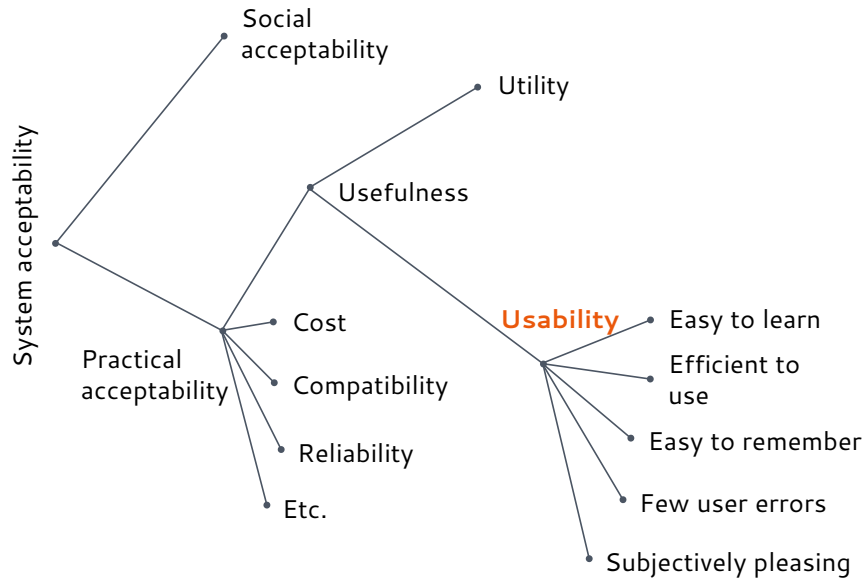 Social
acceptability
Utility
System acceptability
Usefulness
Usability
Easy to learn
Cost
Practical
acceptability
Efficient to
use
Compatibility
Easy to remember
Reliability
Few user errors
Etc.
Subjectively pleasing